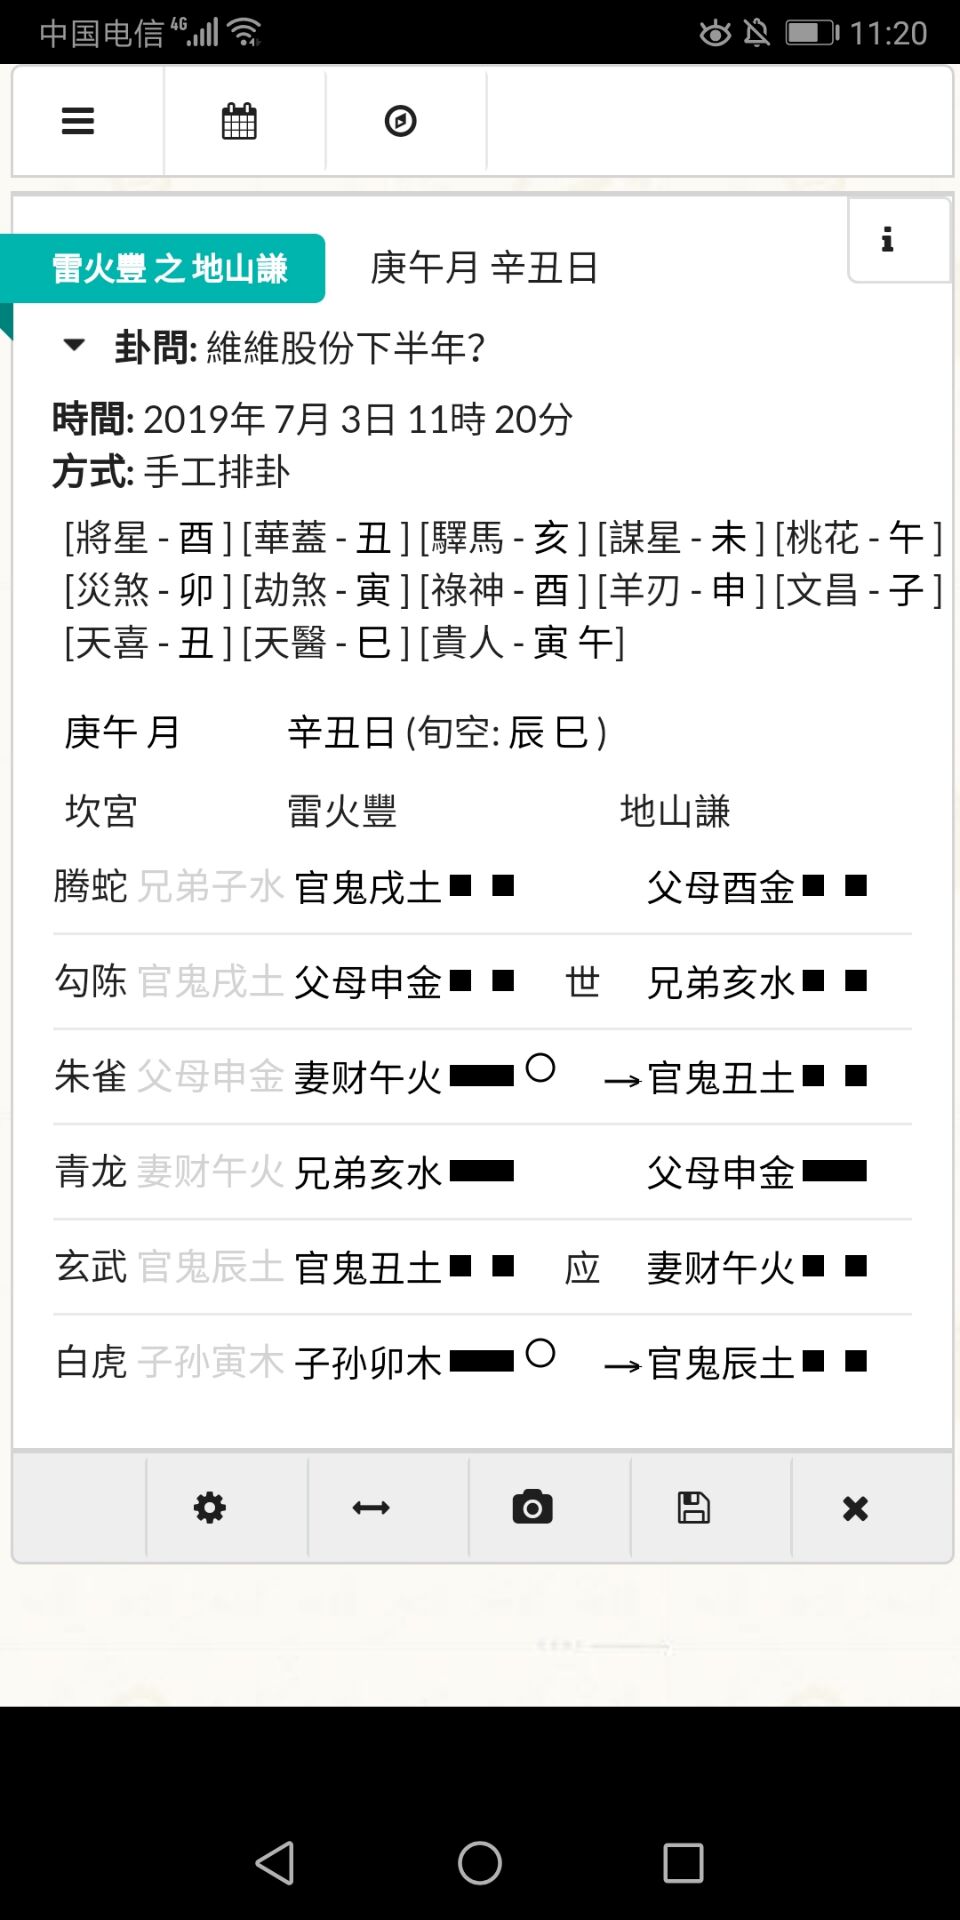 中国电信 4G 11:20
雷火豐 之 地山謙 庚午月 辛丑日
卦問: 維維股份下半年?
時間: 2019年 7月 3日 11時 20分
方式: 手工排卦
[將星 - 酉 ] [華蓋 - 丑 ] [驛馬 - 亥 ] [謀星 - 未 ] [桃花 - 午 ]
[災煞 - 卯 ] [劫煞 - 寅 ] [祿神 - 酉 ] [羊刃 - 申 ] [文昌 - 子 ]
[天喜 - 丑 ] [天醫 - 巳 ] [貴人 - 寅 午]
庚午 月 辛丑日 (旬空: 辰 巳 )
坎宮 雷火豐 地山謙
腾蛇 兄弟子水 官鬼戌土 父母酉金
勾陈 官鬼戌土 父母申金 世 兄弟亥水
朱雀 父母申金 妻财午火 官鬼丑土
青龙 妻财午火 兄弟亥水 父母申金
玄武 官鬼辰土 官鬼丑土 应 妻财午火
白虎 子孙寅木 子孙卯木 官鬼辰土